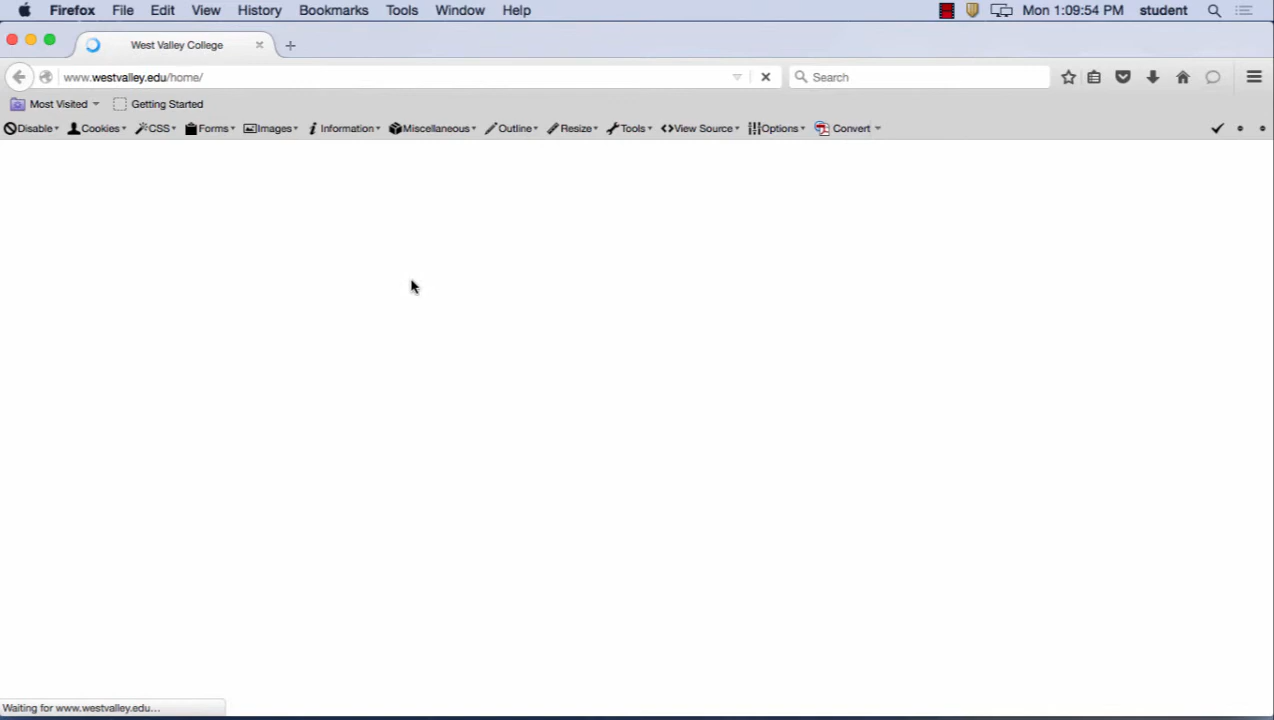 Firefox File Edit View History Bookmarks Tools Window Help Mon 1:09:54 PM student
West Valley College
www.westvalley.edu/home/ Search
Most Visited Getting Started
Disable Cookies CSS Forms Images Information Miscellaneous Outline Resize Tools View Source Options Convert
Waiting for www.westvalley.edu...